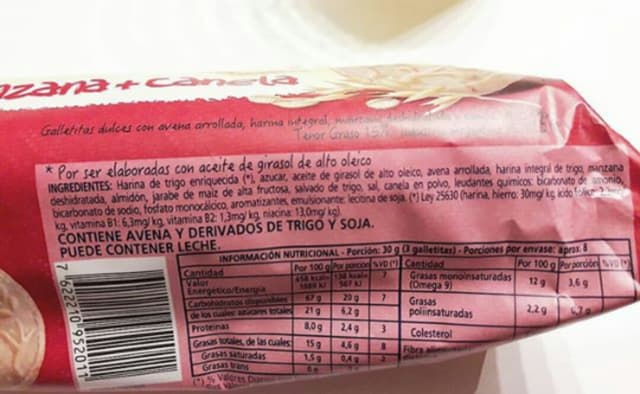 zana + canela
Galletitas dulces con avena arrollada, harina integral,
Tenor Graso 15%
* Por ser elaboradas con aceite de girasol de alto oleico
INGREDIENTES: Harina de trigo enriquecida (*), azúcar, aceite de girasol de alto oleico, avena arrollada, harina integral de trigo, manzana
deshidratada, almidón, jarabe de maíz de alta fructosa, salvado de trigo, sal, canela en polvo, leudantes químicos: bicarbonato de amonio,
bicarbonato de sodio, fosfato monocálcico, aromatizantes, emulsionante: lecitina de soja. (*) Ley 25630 (harina, hierro: 30mg/kg, ácido fólico:
kg, vitamina B1: 6,3mg/kg, vitamina B2: 1,3mg/kg, niacina: 13,0mg/kg).
CONTIENE AVENA Y DERIVADOS DE TRIGO Y SOJA.
PUEDE CONTENER LECHE.
INFORMACIÓN NUTRICIONAL - Porción: 30 g (3 galletitas) - Porciones por envase: aprox. 8
Cantidad Por 100 g Por porción %VD (*) Cantidad Por 100 g Por porción %VD (*)
Valor Energético/Energía 7 Grasas monoinsaturadas (Omega 9) 12 g 3,6 g
Carbohidratos disponibles 67 g 20 g 7 Grasas poliinsaturadas 2,2 g
de los cuales: azúcares totales 21 g 6,2 g
Proteínas 8,0 g 2,4 g 3 Colesterol
Grasas totales, de las cuales: 15 g 4,6 g 8 Fibra
Grasas saturadas 1,5 g 0,4 g 2
Grasas trans
(*) % Valores
7622210952011